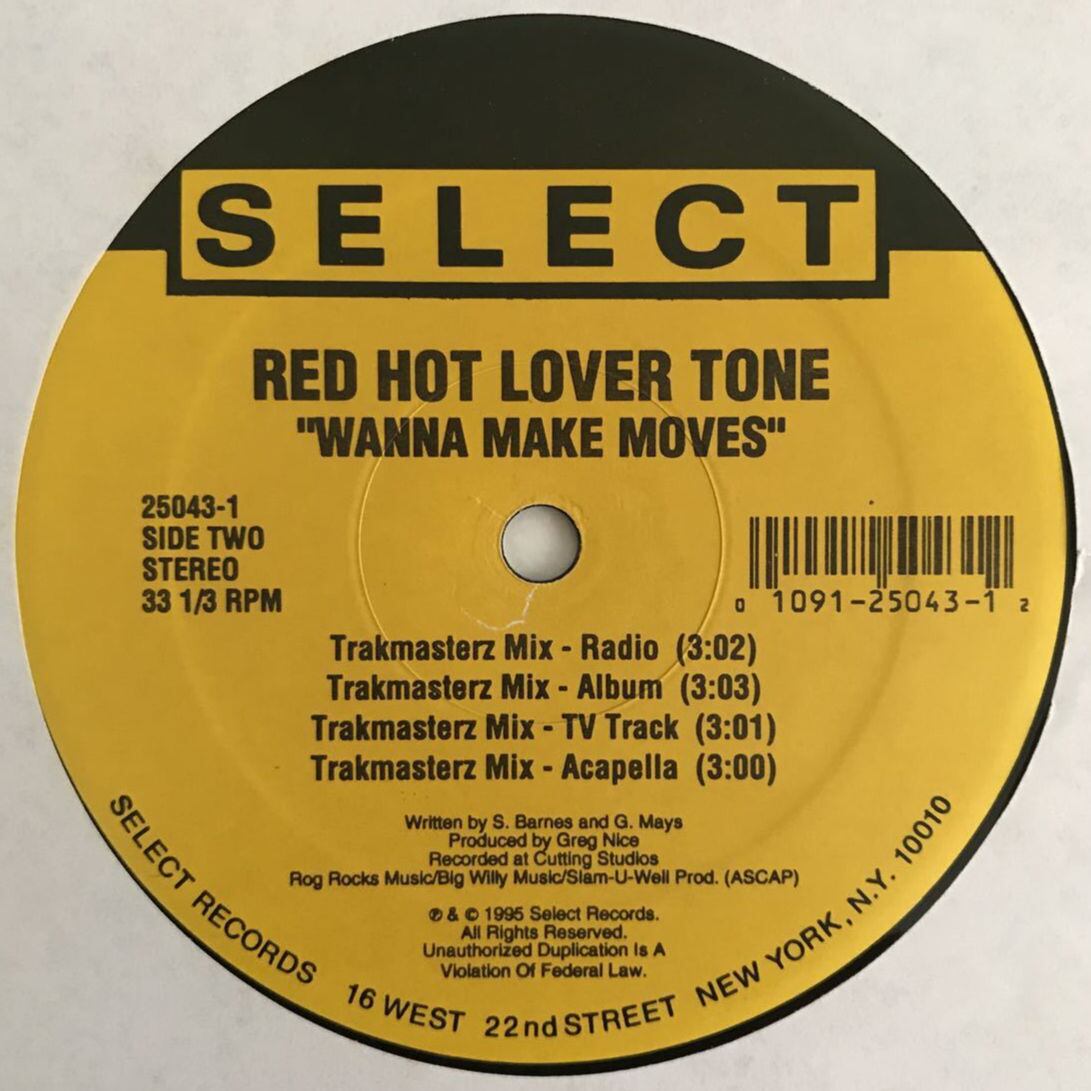 SELECT
RED HOT LOVER TONE
"WANNA MAKE MOVES"
25043-1
SIDE TWO
STEREO
33 1/3 RPM
0 1091-25043-1 2
Trakmasterz Mix - Radio (3:02)
Trakmasterz Mix - Album (3:03)
Trakmasterz Mix - TV Track (3:01)
Trakmasterz Mix - Acapella (3:00)
Written by S. Barnes and G. Mays
Produced by Greg Nice
Recorded at Cutting Studios
Rog Rocks Music/Big Willy Music/Slam-U-Well Prod. (ASCAP)
℗ & © 1995 Select Records.
All Rights Reserved.
Unauthorized Duplication Is A
Violation Of Federal Law.
SELECT RECORDS 16 WEST 22nd STREET NEW YORK, N.Y. 10010